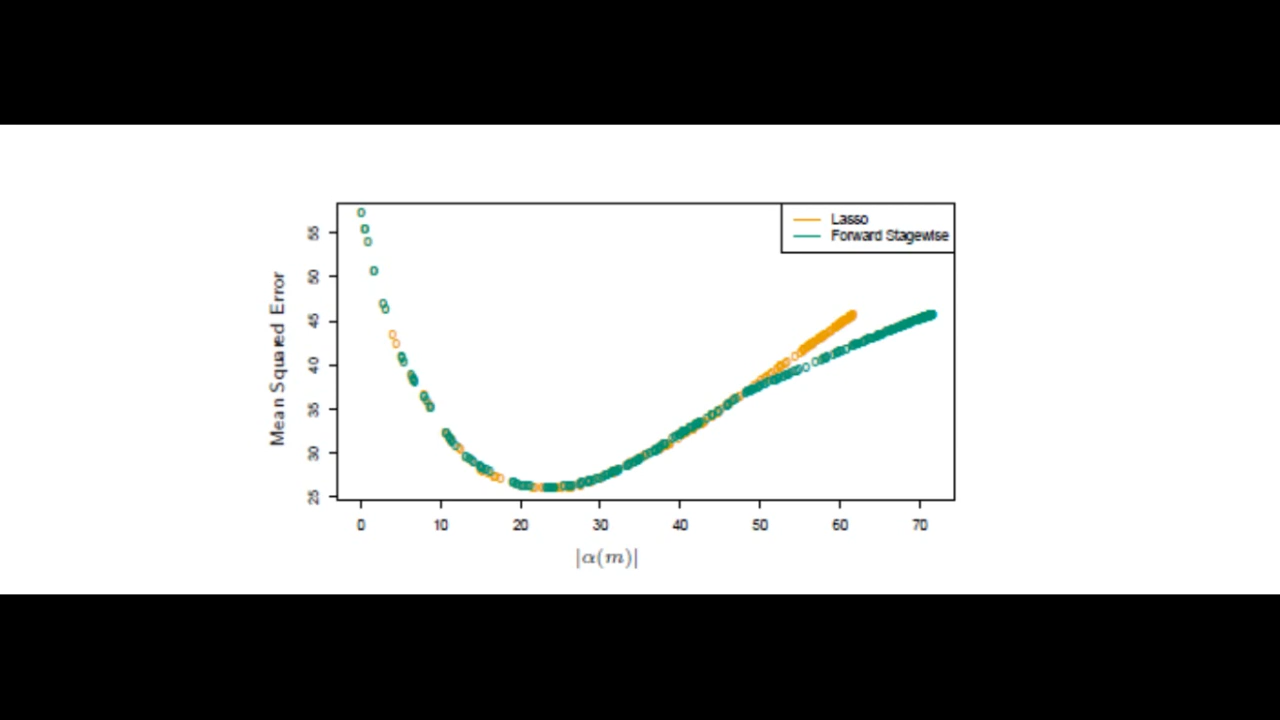 Lasso
Forward Stagewise
Mean Squared Error
55
50
45
40
35
30
25
0 10 20 30 40 50 60 70
|α(m)|